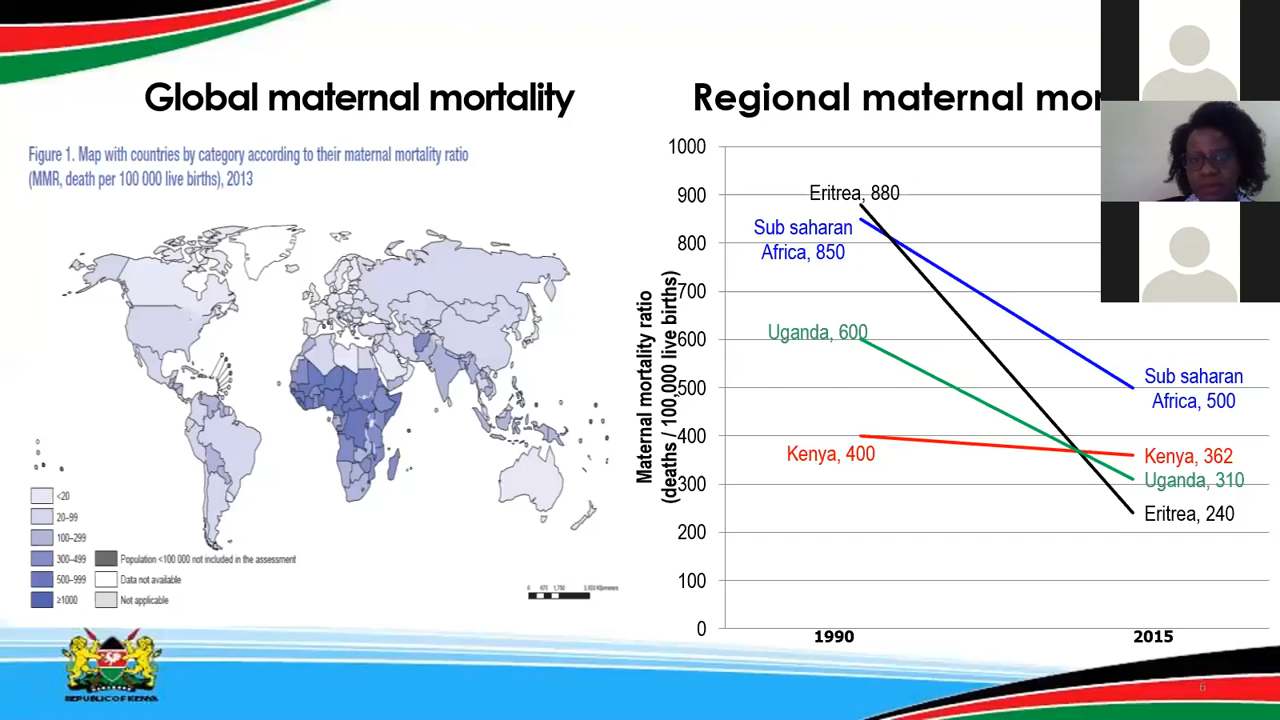 Global maternal mortality
Figure 1. Map with countries by category according to their maternal mortality ratio
(MMR, death per 100 000 live births), 2013
<20
20–99
100–299
300–499
500–999
≥1000
Population <100 000 not included in the assessment
Data not available
Not applicable
Regional maternal mor
Maternal mortality ratio
(deaths / 100,000 live births)
1000
900
800
700
600
500
400
300
200
100
0
Eritrea, 880
Sub saharan
Africa, 850
Uganda, 600
Kenya, 400
Sub saharan
Africa, 500
Kenya, 362
Uganda, 310
Eritrea, 240
1990
2015
REPUBLIC OF KENYA
6